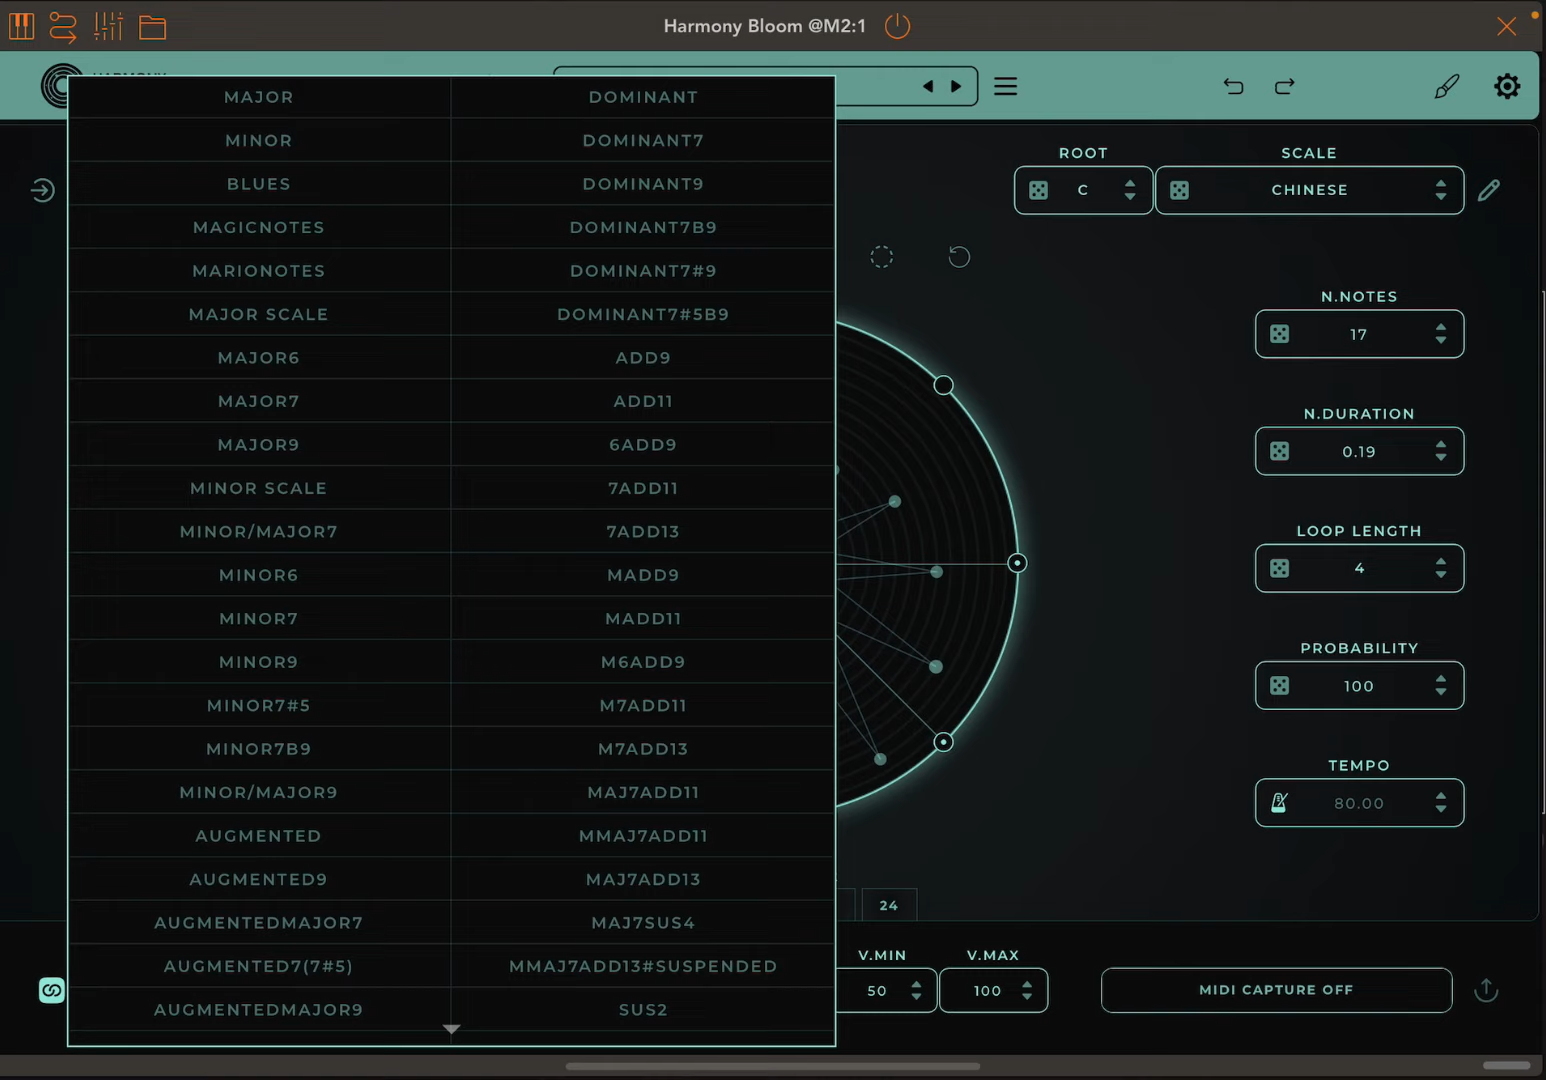 Harmony Bloom @M2:1
MAJOR DOMINANT
MINOR DOMINANT7
BLUES DOMINANT9
MAGICNOTES DOMINANT7B9
MARIONOTES DOMINANT7#9
MAJOR SCALE DOMINANT7#5B9
MAJOR6 ADD9
MAJOR7 ADD11
MAJOR9 6ADD9
MINOR SCALE 7ADD11
MINOR/MAJOR7 7ADD13
MINOR6 MADD9
MINOR7 MADD11
MINOR9 M6ADD9
MINOR7#5 M7ADD11
MINOR7B9 M7ADD13
MINOR/MAJOR9 MAJ7ADD11
AUGMENTED MMAJ7ADD11
AUGMENTED9 MAJ7ADD13
AUGMENTEDMAJOR7 MAJ7SUS4
AUGMENTED7(7#5) MMAJ7ADD13#SUSPENDED
AUGMENTEDMAJOR9 SUS2
ROOT SCALE
C CHINESE
N.NOTES
17
N.DURATION
0.19
LOOP LENGTH
4
PROBABILITY
100
TEMPO
80.00
24
V.MIN V.MAX
50 100
MIDI CAPTURE OFF